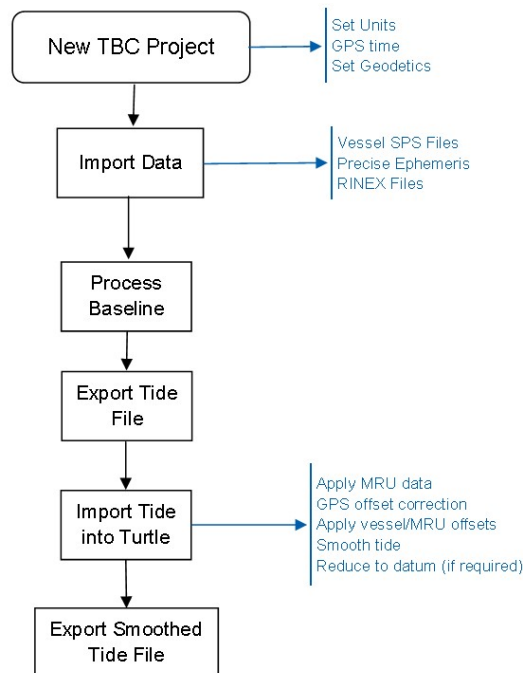 New TBC Project
Set Units
GPS time
Set Geodetics
Import Data
Vessel SPS Files
Precise Ephemeris
RINEX Files
Process
Baseline
Export Tide
File
Import Tide
into Turtle
Apply MRU data
GPS offset correction
Apply vessel/MRU offsets
Smooth tide
Reduce to datum (if required)
Export Smoothed
Tide File